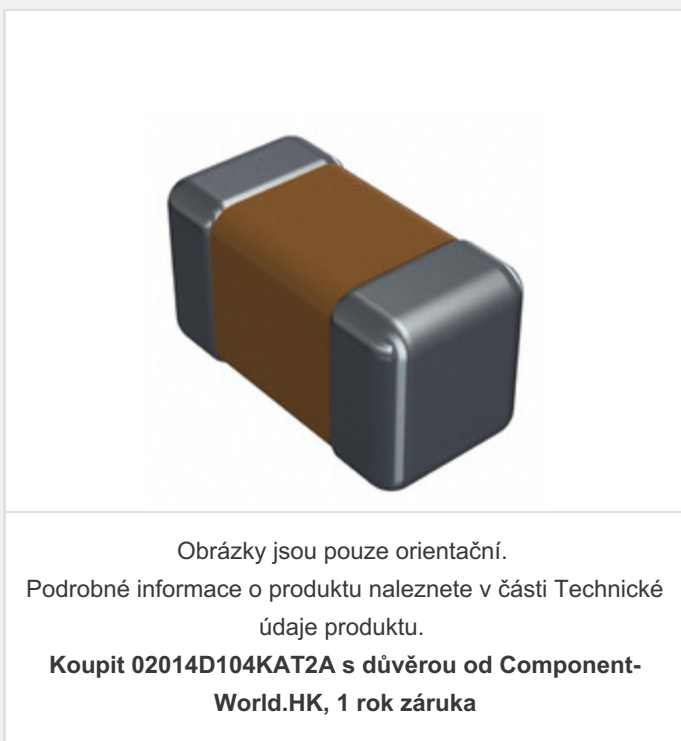 Obrázky jsou pouze orientační.
Podrobné informace o produktu naleznete v části Technické
údaje produktu.
Koupit 02014D104KAT2A s důvěrou od Component-
World.HK, 1 rok záruka